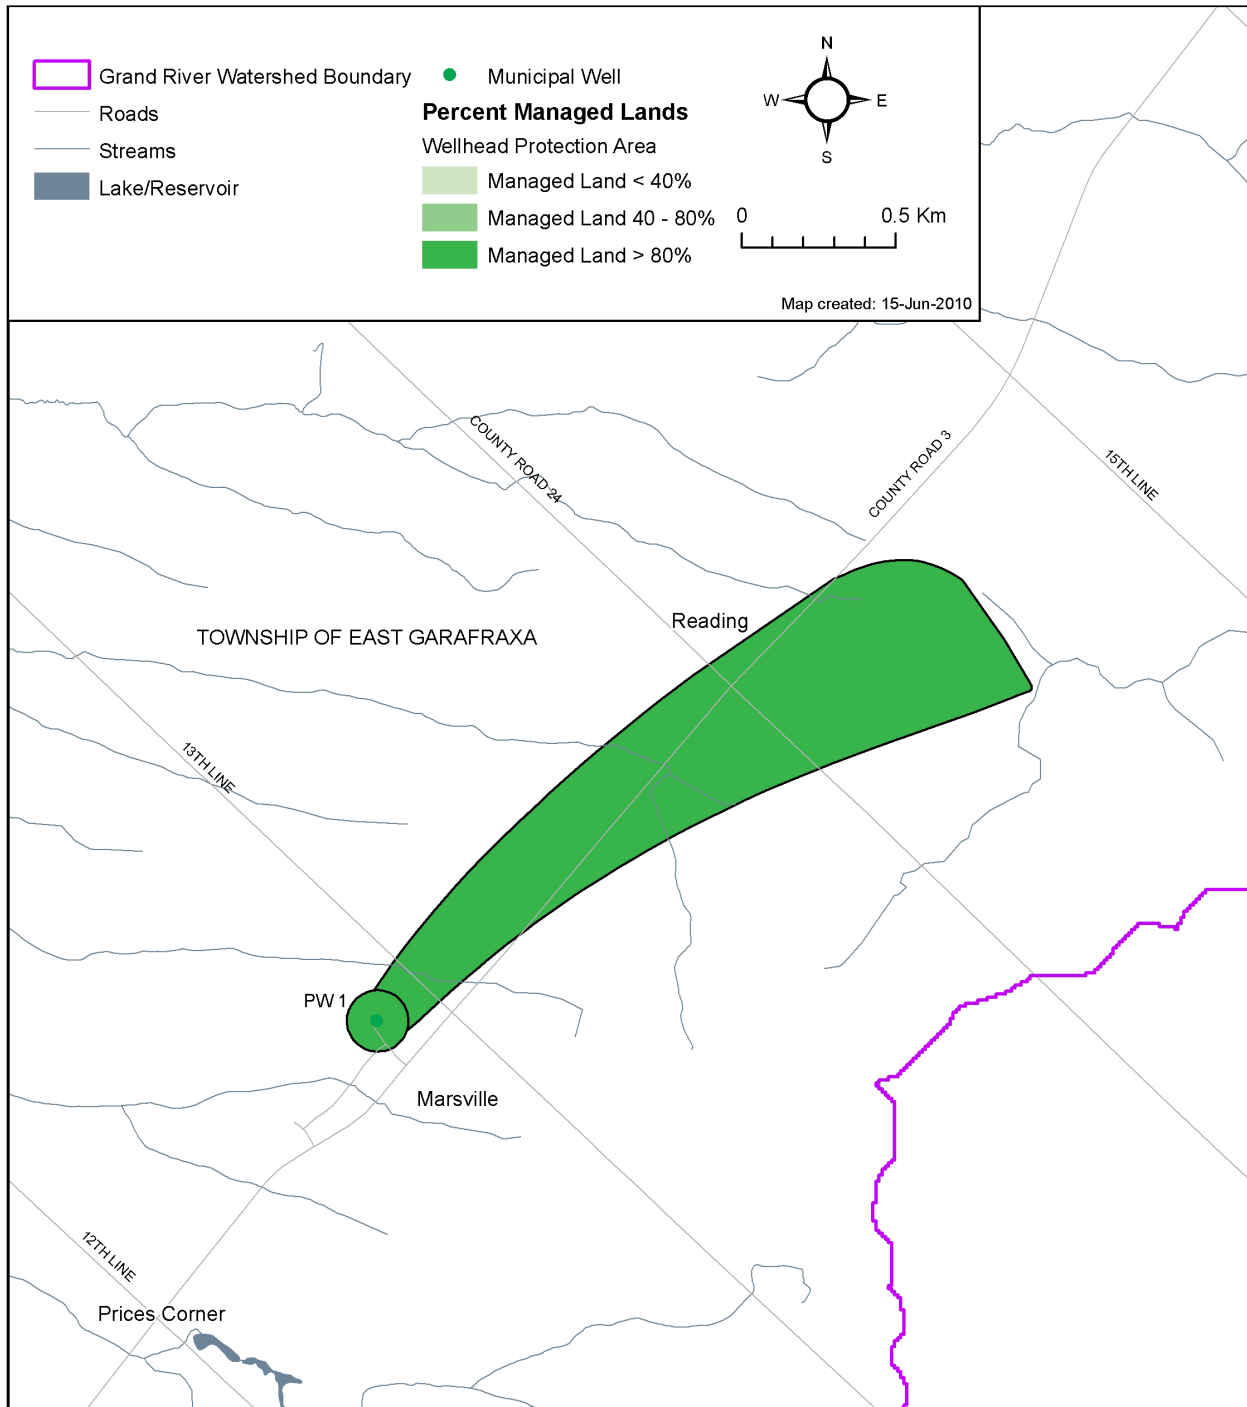 Grand River Watershed Boundary
Roads
Streams
Lake/Reservoir
Municipal Well
Percent Managed Lands
Wellhead Protection Area
Managed Land < 40%
Managed Land 40 - 80%
Managed Land > 80%
N
W E
S
0 0.5 Km
Map created: 15-Jun-2010
COUNTY ROAD 24
COUNTY ROAD 3
15TH LINE
Reading
TOWNSHIP OF EAST GARAFRAXA
13TH LINE
PW 1
Marsville
12TH LINE
Prices Corner